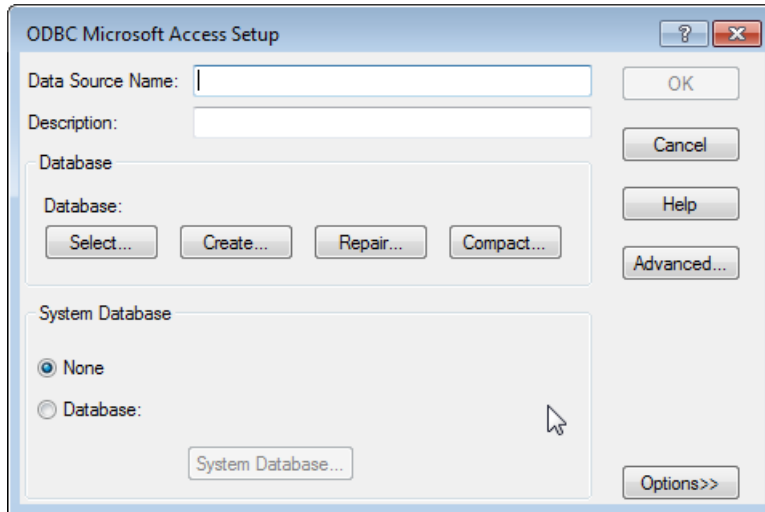 ODBC Microsoft Access Setup
Data Source Name:
OK
Description:
Cancel
Database
Database:
Help
Select...
Create...
Repair...
Compact...
Advanced...
System Database
None
Database:
System Database...
Options>>